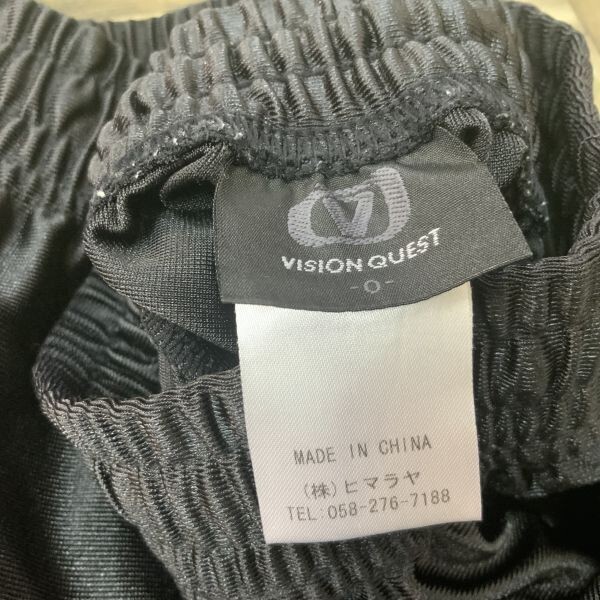 V
VISION QUEST
-O-
MADE IN CHINA
(株)ヒマラヤ
TEL:058-276-7188